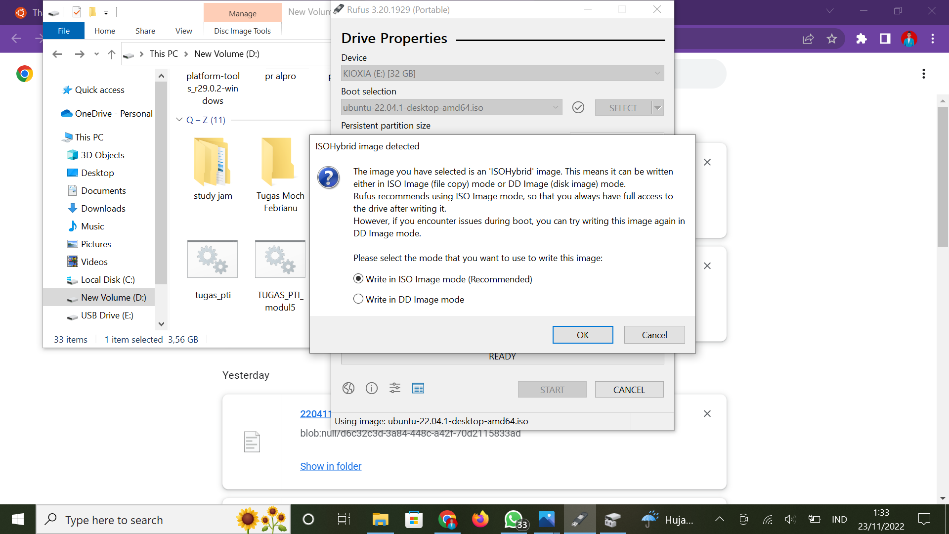 Th
Manage
New Volum
File
Home
Share
View
Disc Image Tools
This PC
New Volume (D:)
Quick access
OneDrive
Personal
This PC
3D Objects
Desktop
Documents
Downloads
Music
Pictures
Videos
Local Disk (C:)
New Volume (D:)
USB Drive (E:)
platform-tool
s_r29.0.2-win
dows
pr alpro
Q – Z (11)
study jam
Tugas Moch
Febrianu
tugas_pti
TUGAS_PTI_
modul5
33 items
1 item selected 3,56 GB
Rufus 3.20.1929 (Portable)
Drive Properties
Device
KIOXIA (E:) [32 GB]
Boot selection
ubuntu-22.04.1-desktop-amd64.iso
SELECT
Persistent partition size
ISOHybrid image detected
The image you have selected is an 'ISOHybrid' image. This means it can be written
either in ISO Image (file copy) mode or DD Image (disk image) mode.
Rufus recommends using ISO Image mode, so that you always have full access to
the drive after writing it.
However, if you encounter issues during boot, you can try writing this image again in
DD Image mode.
Please select the mode that you want to use to write this image:
Write in ISO Image mode (Recommended)
Write in DD Image mode
OK
Cancel
READY
START
CANCEL
Using image: ubuntu-22.04.1-desktop-amd64.iso
Yesterday
220411
blob:null/d6c32c3d-3a84-448c-a42f-70d2115833ad
Show in folder
Type here to search
33
Huja...
IND
1:33
23/11/2022